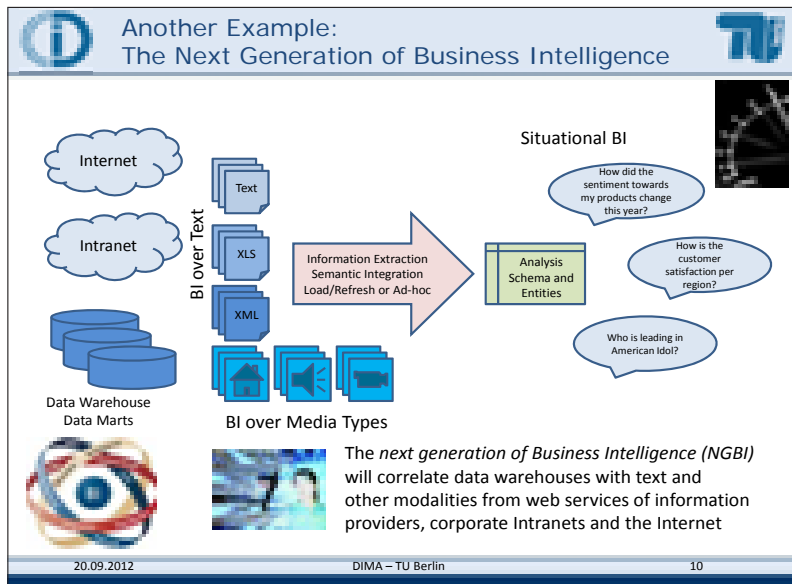 Another Example:
The Next Generation of Business Intelligence
Internet
Intranet
Data Warehouse
Data Marts
BI over Text
Text
XLS
XML
BI over Media Types
Information Extraction
Semantic Integration
Load/Refresh or Ad-hoc
Analysis
Schema and
Entities
Situational BI
How did the
sentiment towards
my products change
this year?
How is the
customer
satisfaction per
region?
Who is leading in
American Idol?
The next generation of Business Intelligence (NGBI)
will correlate data warehouses with text and
other modalities from web services of information
providers, corporate Intranets and the Internet
20.09.2012
DIMA – TU Berlin
10